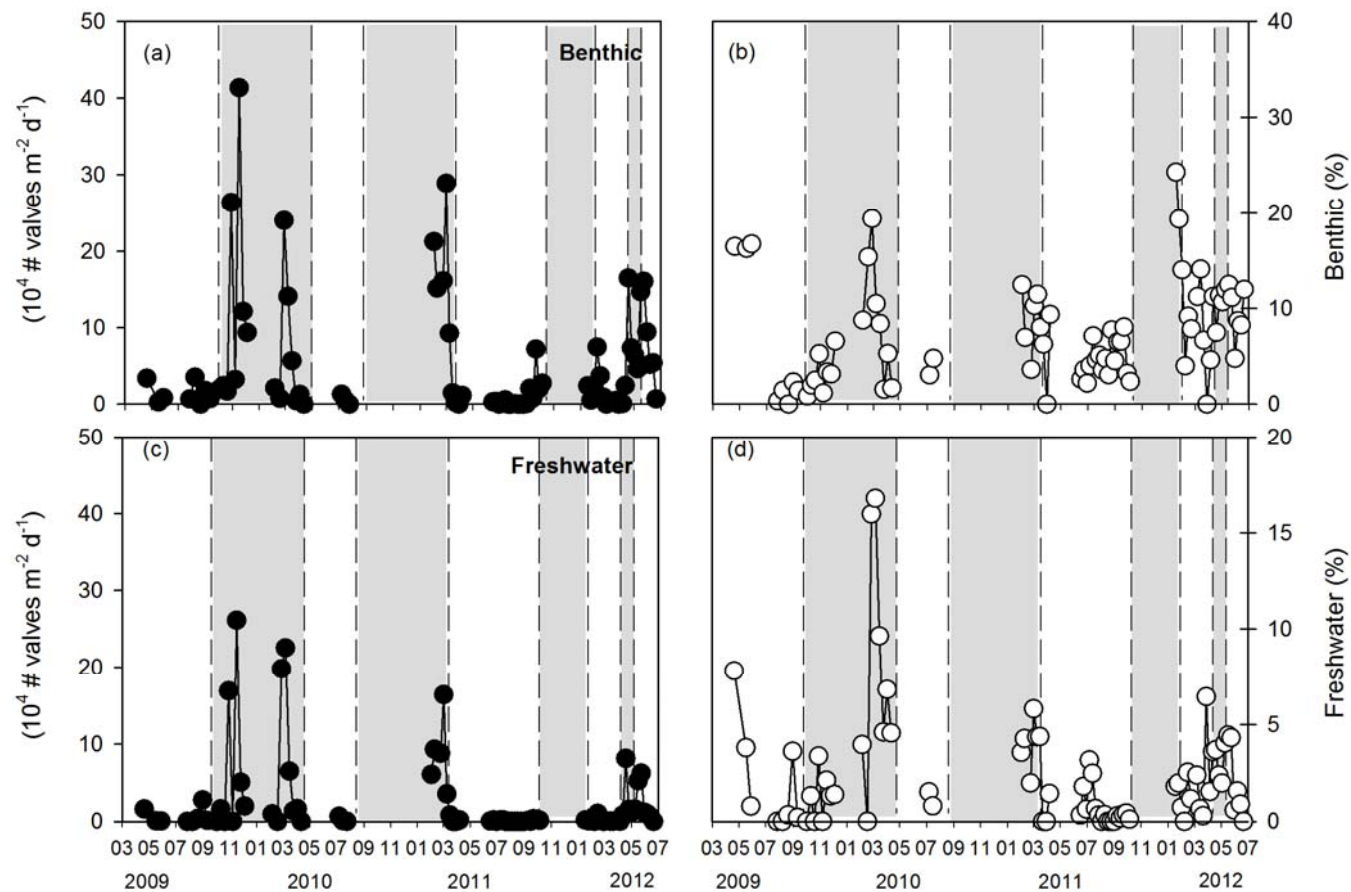 50 (a) Benthic (b) 40
40
30 30
20 20
10 10
0 0
(10⁴ # valves m⁻² d⁻¹)
Benthic (%)
50 (c) Freshwater (d) 20
40
15
30
10
20
10 5
0 0
(10⁴ # valves m⁻² d⁻¹)
Freshwater (%)
03 05 07 09 11 01 03 05 07 09 11 01 03 05 07 09 11 01 03 05 07
03 05 07 09 11 01 03 05 07 09 11 01 03 05 07 09 11 01 03 05 07
2009 2010 2011 2012
2009 2010 2011 2012